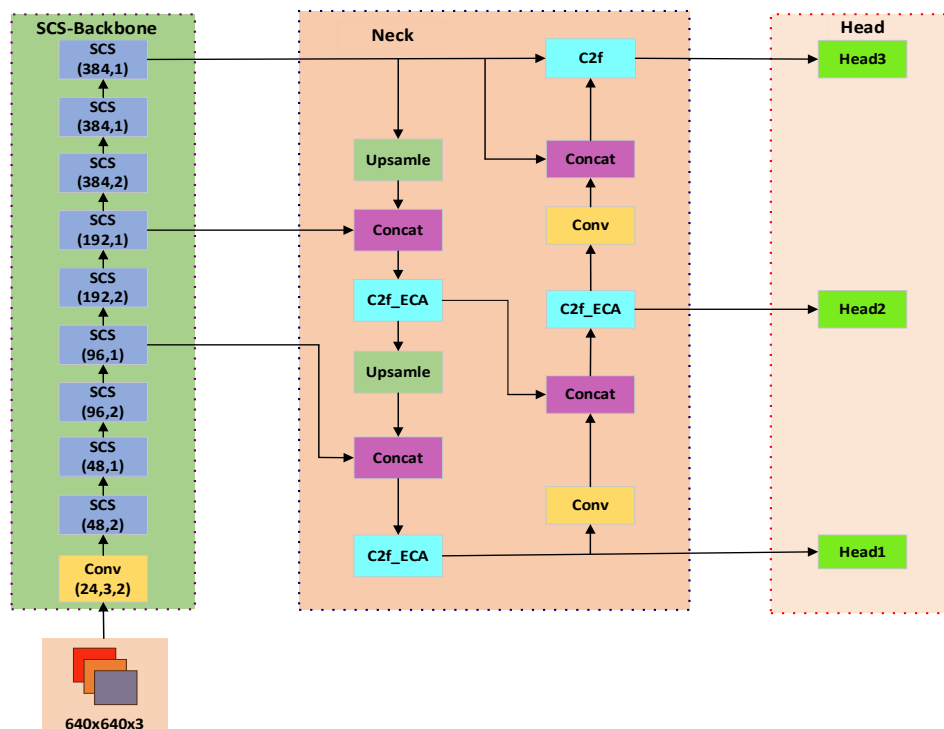 SCS-Backbone
SCS
(384,1)
SCS
(384,1)
SCS
(384,2)
SCS
(192,1)
SCS
(192,2)
SCS
(96,1)
SCS
(96,2)
SCS
(48,1)
SCS
(48,2)
Conv
(24,3,2)
640x640x3
Neck
Upsamle
Concat
C2f_ECA
Upsamle
Concat
C2f_ECA
C2f
Concat
Conv
C2f_ECA
Concat
Conv
Head
Head3
Head2
Head1